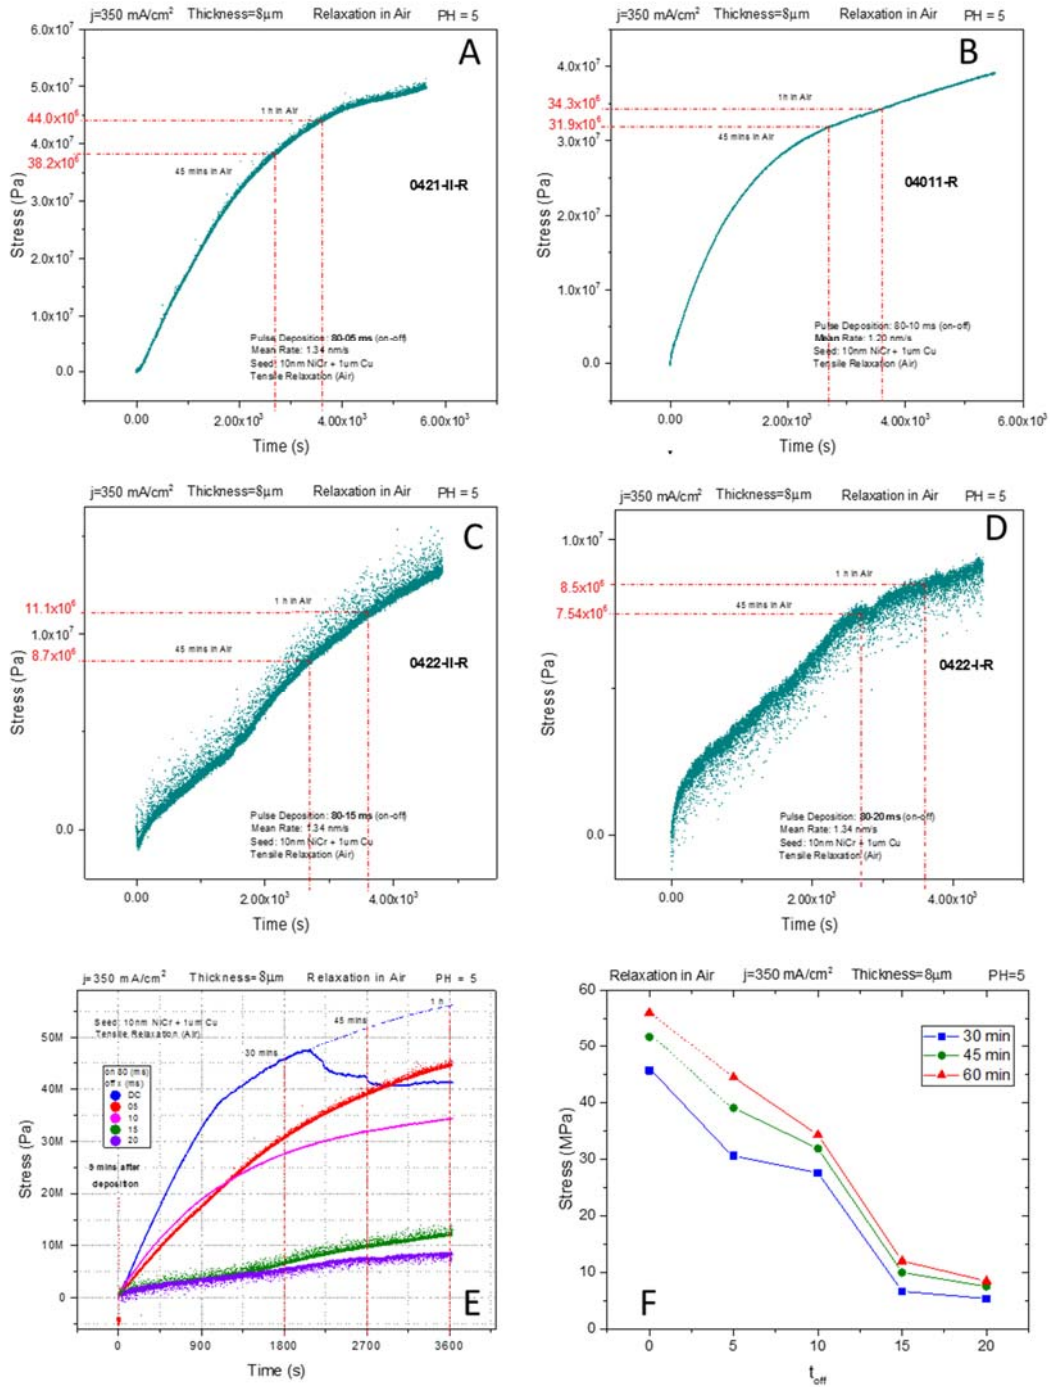 j=350 mA/cm² Thickness=8μm Relaxation in Air PH = 5
A
6.0x10⁷
5.0x10⁷
44.0x10⁶
4.0x10⁷
38.2x10⁶
3.0x10⁷
2.0x10⁷
1.0x10⁷
0.0
Stress (Pa)
1 h in Air
45 mins in Air
0421-II-R
Pulse Deposition: 80-05 ms (on-off)
Mean Rate: 1.34 nm/s
Seed: 10nm NiCr + 1um Cu
Tensile Relaxation (Air)
0.00 2.00x10³ 4.00x10³ 6.00x10³
Time (s)
j=350 mA/cm² Thickness=8μm Relaxation in Air PH = 5
B
4.0x10⁷
34.3x10⁶
31.9x10⁶
3.0x10⁷
2.0x10⁷
1.0x10⁷
0.0
Stress (Pa)
1h in Air
45 mins in Air
04011-R
Pulse Deposition: 80-10 ms (on-off)
Mean Rate: 1.20 nm/s
Seed: 10nm NiCr + 1um Cu
Tensile Relaxation (Air)
0.00 2.00x10³ 4.00x10³ 6.00x10³
Time (s)
j=350 mA/cm² Thickness=8μm Relaxation in Air PH = 5
C
11.1x10⁶
1.0x10⁷
8.7x10⁶
0.0
Stress (Pa)
1 h in Air
45 mins in Air
0422-II-R
Pulse Deposition: 80-15 ms (on-off)
Mean Rate: 1.34 nm/s
Seed: 10nm NiCr + 1um Cu
Tensile Relaxation (Air)
0.00 2.00x10³ 4.00x10³
Time (s)
j=350 mA/cm² Thickness=8μm Relaxation in Air PH = 5
D
1.0x10⁷
8.5x10⁶
7.54x10⁶
0.0
Stress (Pa)
1 h in Air
45 mins in Air
0422-I-R
Pulse Deposition: 80-20 ms (on-off)
Mean Rate: 1.34 nm/s
Seed: 10nm NiCr + 1um Cu
Tensile Relaxation (Air)
0.00 2.00x10³ 4.00x10³
Time (s)
j=350 mA/cm² Thickness=8μm Relaxation in Air PH = 5
Seed: 10nm NiCr + 1um Cu
Tensile Relaxation (Air)
1 h
45 mins
30 mins
on 80 (ms)
off x (ms)
DC
05
10
15
20
9 mins after
deposition
50M
40M
30M
20M
10M
0
Stress (Pa)
E
0 900 1800 2700 3600
Time (s)
Relaxation in Air j=350 mA/cm² Thickness=8μm PH=5
30 min
45 min
60 min
60
50
40
30
20
10
0
Stress (MPa)
F
0 5 10 15 20
t_off